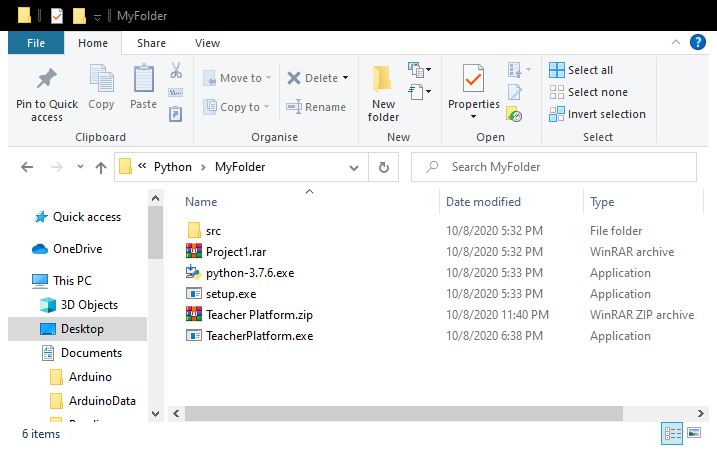 MyFolder
File Home Share View
Pin to Quick access
Copy
Paste
Clipboard
Move to
Copy to
Delete
Rename
Organise
New folder
New
Properties
Open
Select all
Select none
Invert selection
Select
« Python > MyFolder
Search MyFolder
Quick access
OneDrive
This PC
3D Objects
Desktop
Documents
Arduino
ArduinoData
Name Date modified Type
src 10/8/2020 5:32 PM File folder
Project1.rar 10/8/2020 5:32 PM WinRAR archive
python-3.7.6.exe 10/8/2020 5:33 PM Application
setup.exe 10/8/2020 5:33 PM Application
Teacher Platform.zip 10/8/2020 11:40 PM WinRAR ZIP archive
TeacherPlatform.exe 10/8/2020 6:38 PM Application
6 items